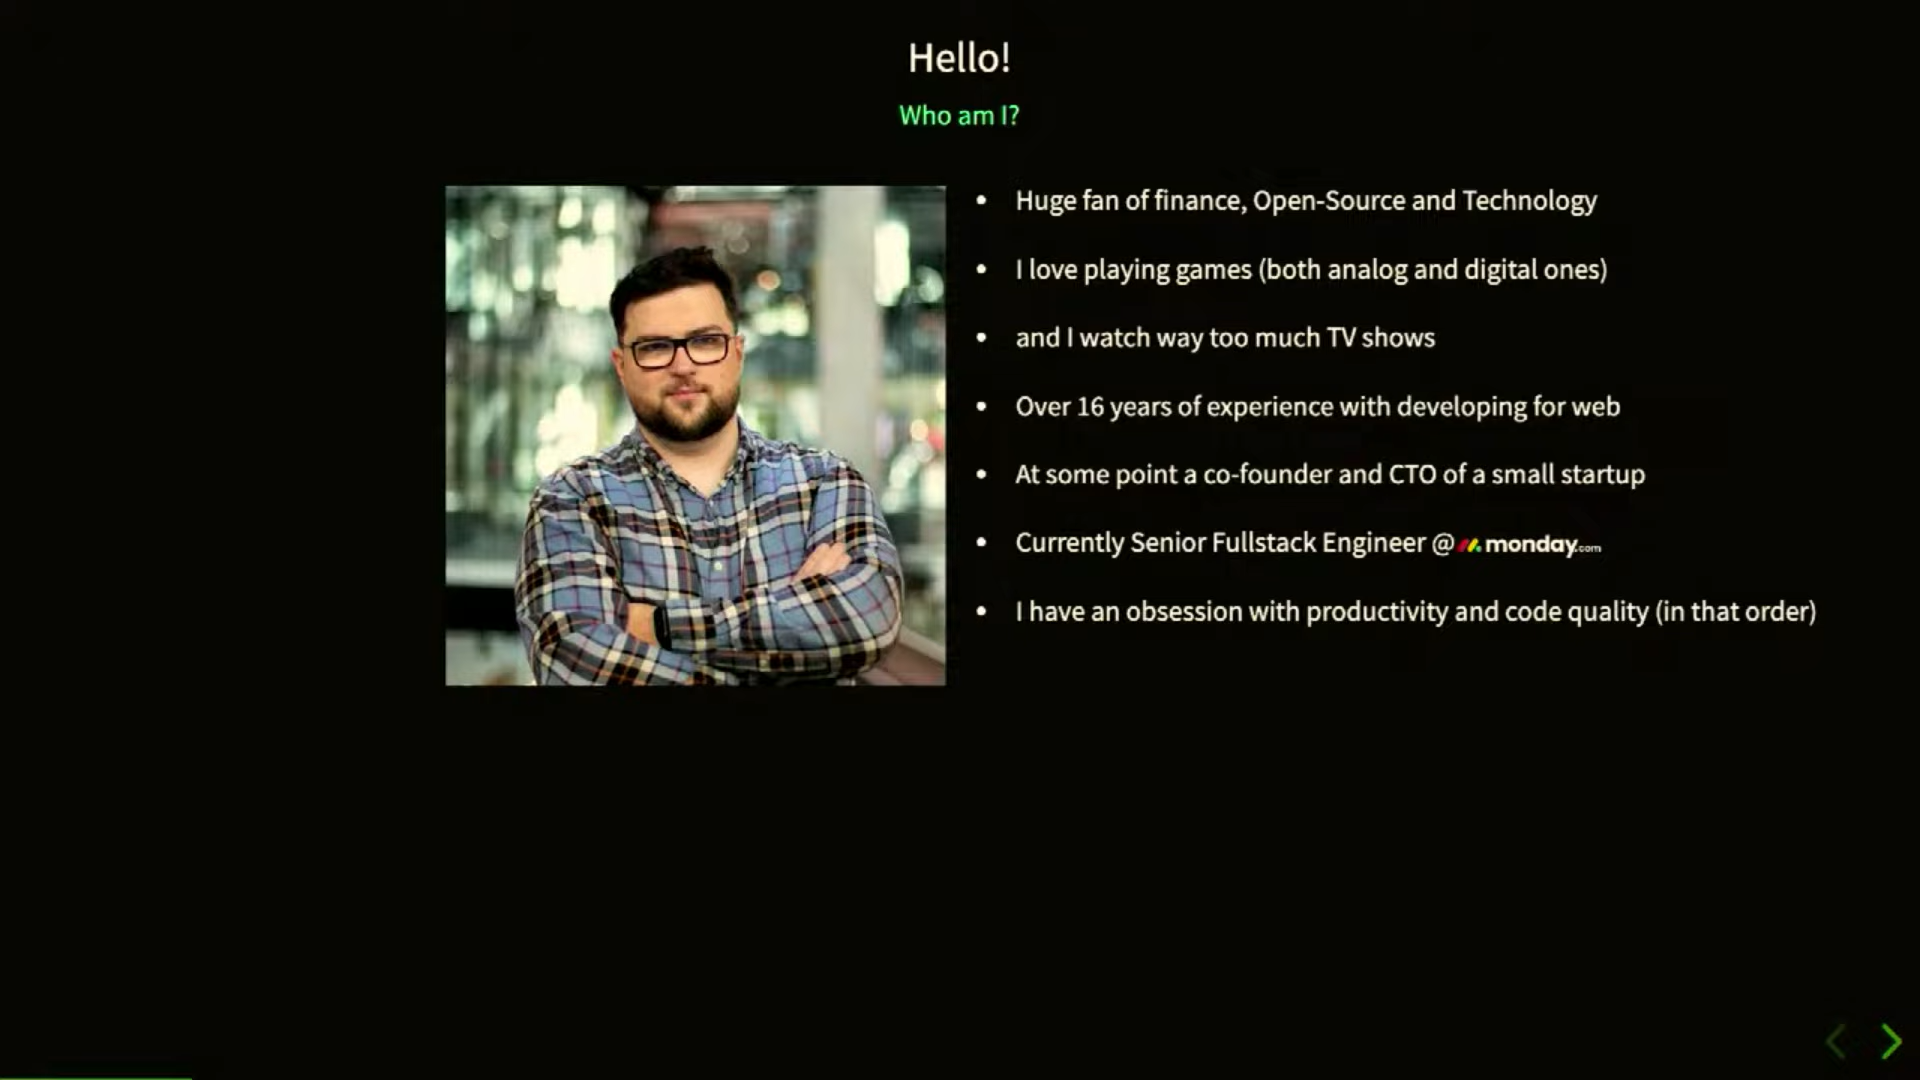 Hello!
Who am I?
• Huge fan of finance, Open-Source and Technology
• I love playing games (both analog and digital ones)
• and I watch way too much TV shows
• Over 16 years of experience with developing for web
• At some point a co-founder and CTO of a small startup
• Currently Senior Fullstack Engineer @ monday.com
• I have an obsession with productivity and code quality (in that order)